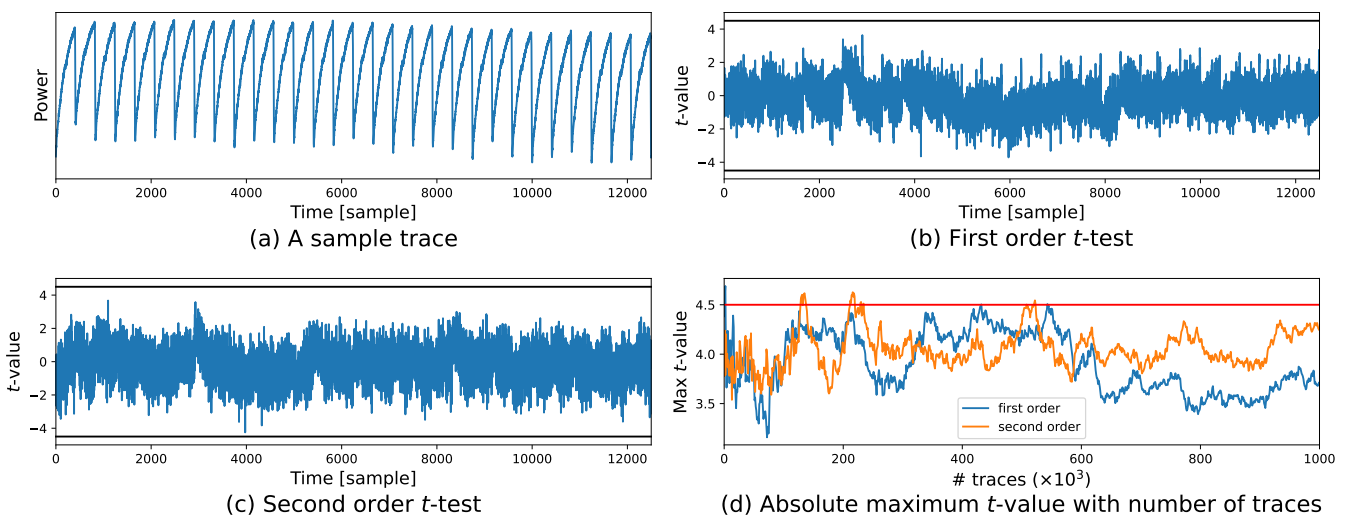 Power
0 2000 4000 6000 8000 10000 12000
Time [sample]
(a) A sample trace
t-value
4
2
0
−2
−4
0 2000 4000 6000 8000 10000 12000
Time [sample]
(b) First order t-test
t-value
4
2
0
−2
−4
0 2000 4000 6000 8000 10000 12000
Time [sample]
(c) Second order t-test
Max t-value
4.5
4.0
3.5
first order
second order
0 200 400 600 800 1000
# traces (×10³)
(d) Absolute maximum t-value with number of traces